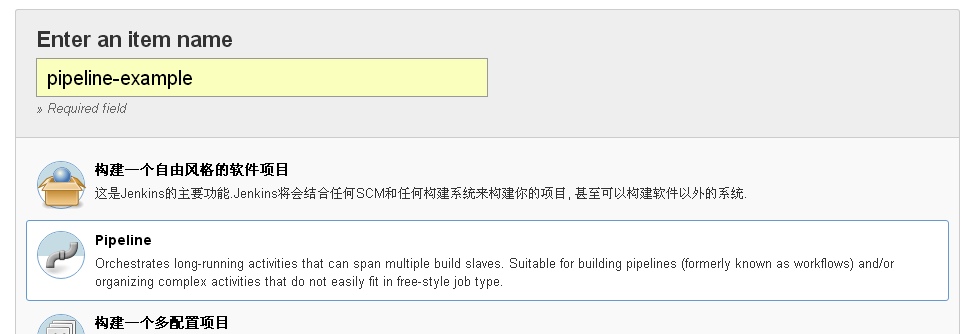 Enter an item name
pipeline-example
» Required field
构建一个自由风格的软件项目
这是Jenkins的主要功能.Jenkins将会结合任何SCM和任何构建系统来构建你的项目, 甚至可以构建软件以外的系统.
Pipeline
Orchestrates long-running activities that can span multiple build slaves. Suitable for building pipelines (formerly known as workflows) and/or
organizing complex activities that do not easily fit in free-style job type.
构建一个多配置项目